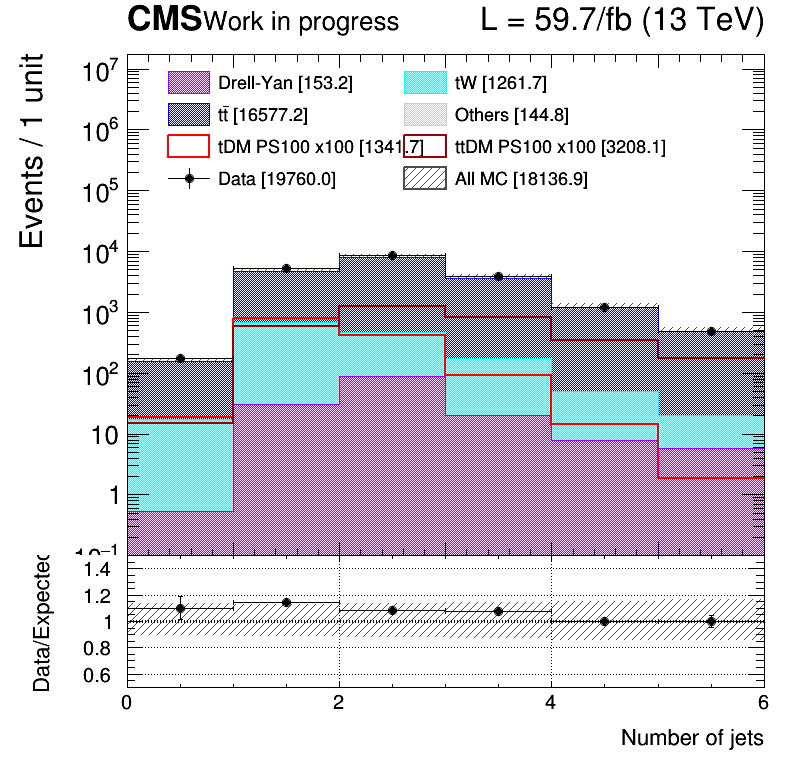 CMS Work in progress L = 59.7/fb (13 TeV)
Events / 1 unit
10⁷
10⁶
10⁵
10⁴
10³
10²
10
1
10⁻¹
Drell-Yan [153.2] tW [1261.7]
tt̄ [16577.2] Others [144.8]
tDM PS100 x100 [1341.7] ttDM PS100 x100 [3208.1]
Data [19760.0] All MC [18136.9]
Data/Expected
1.4
1.2
1
0.8
0.6
0 2 4 6
Number of jets